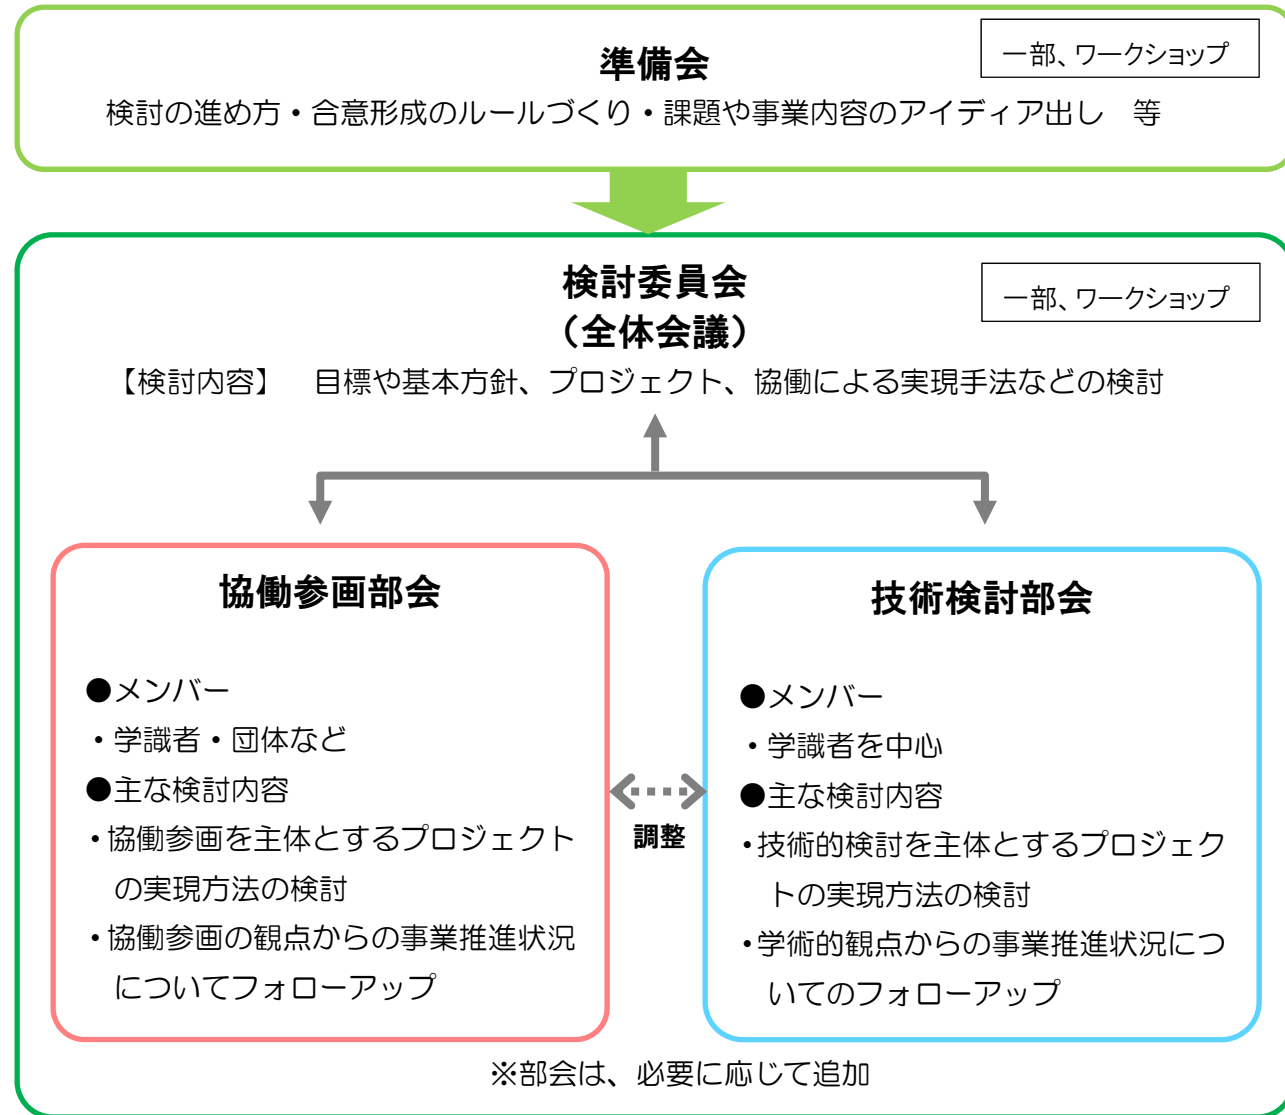 準備会
一部、ワークショップ
検討の進め方・合意形成のルールづくり・課題や事業内容のアイディア出し　等
検討委員会
（全体会議）
一部、ワークショップ
【検討内容】　目標や基本方針、プロジェクト、協働による実現手法などの検討
協働参画部会
●メンバー
・学識者・団体など
●主な検討内容
・協働参画を主体とするプロジェクト
の実現方法の検討
・協働参画の観点からの事業推進状況
についてフォローアップ
調整
技術検討部会
●メンバー
・学識者を中心
●主な検討内容
・技術的検討を主体とするプロジェク
トの実現方法の検討
・学術的観点からの事業推進状況につ
いてのフォローアップ
※部会は、必要に応じて追加